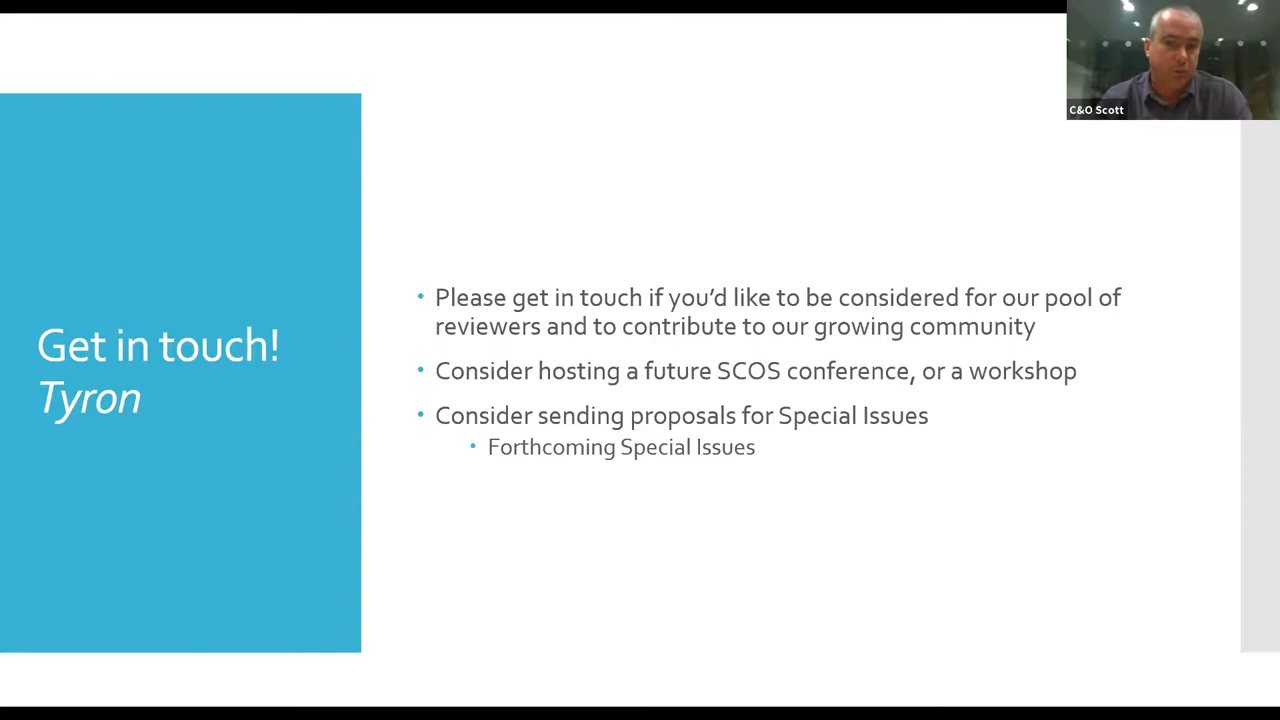 C&O Scott
Get in touch!
Tyron
• Please get in touch if you’d like to be considered for our pool of
reviewers and to contribute to our growing community
• Consider hosting a future SCOS conference, or a workshop
• Consider sending proposals for Special Issues
• Forthcoming Special Issues